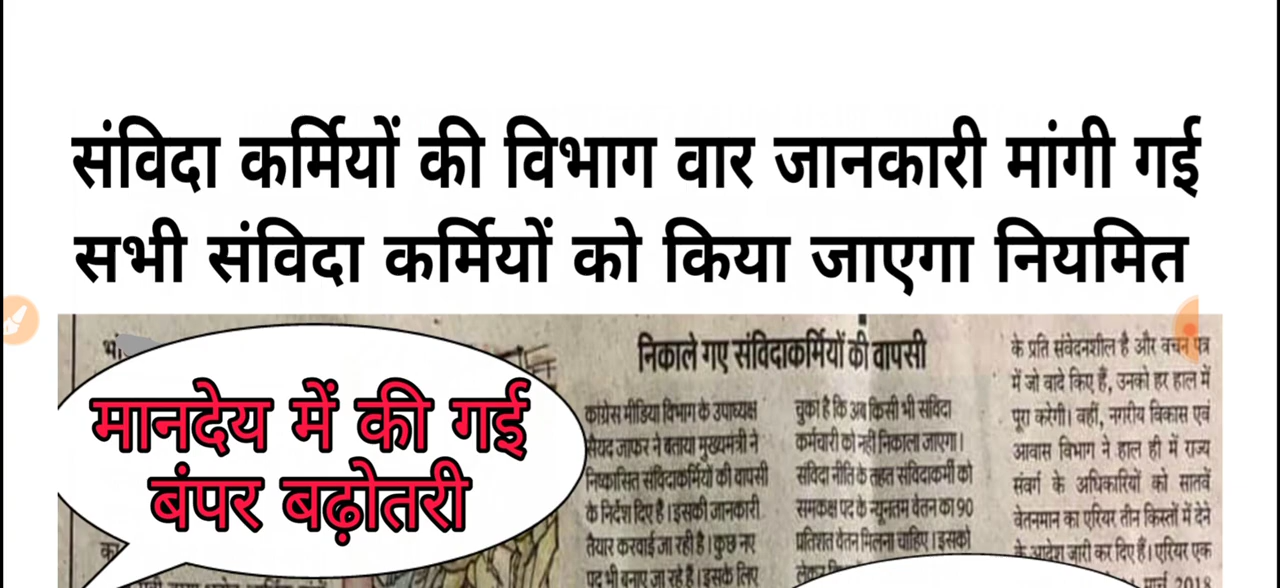 संविदा कर्मियों की विभाग वार जानकारी मांगी गई
सभी संविदा कर्मियों को किया जाएगा नियमित
मानदेय में की गई
बंपर बढ़ोतरी
निकाले गए संविदाकर्मियों की वापसी
कांग्रेस मीडिया विभाग के उपाध्यक्ष
सैयद जाफर ने बताया मुख्यमंत्री ने
निष्कासित संविदाकर्मियों की वापसी
के निर्देश दिए है। इसकी जानकारी
तैयार करवाई जा रही है। कुछ नए
पद भी बनाए जा रहे है। इसके लिए
चुका है कि अब किसी भी संविदा
कर्मचारी को नही निकाला जाएगा।
संविदा नीति के तहत संविदाकर्मी को
समकक्ष पद के न्यूनतम वेतन का 90
प्रतिशत वेतन मिलना चाहिए। इसको
लेकर
के प्रति संवेदनशील है और वचन पत्र
में जो वादे किए हैं, उनको हर हाल में
पूरा करेगी। वहीं, नगरीय विकास एवं
आवास विभाग ने हाल ही में राज्य
संवर्ग के अधिकारियों को सातवें
वेतनमान का एरियर तीन किस्तों में देने
के आदेश जारी कर दिए हैं। एरियर एक
मार्च 2018